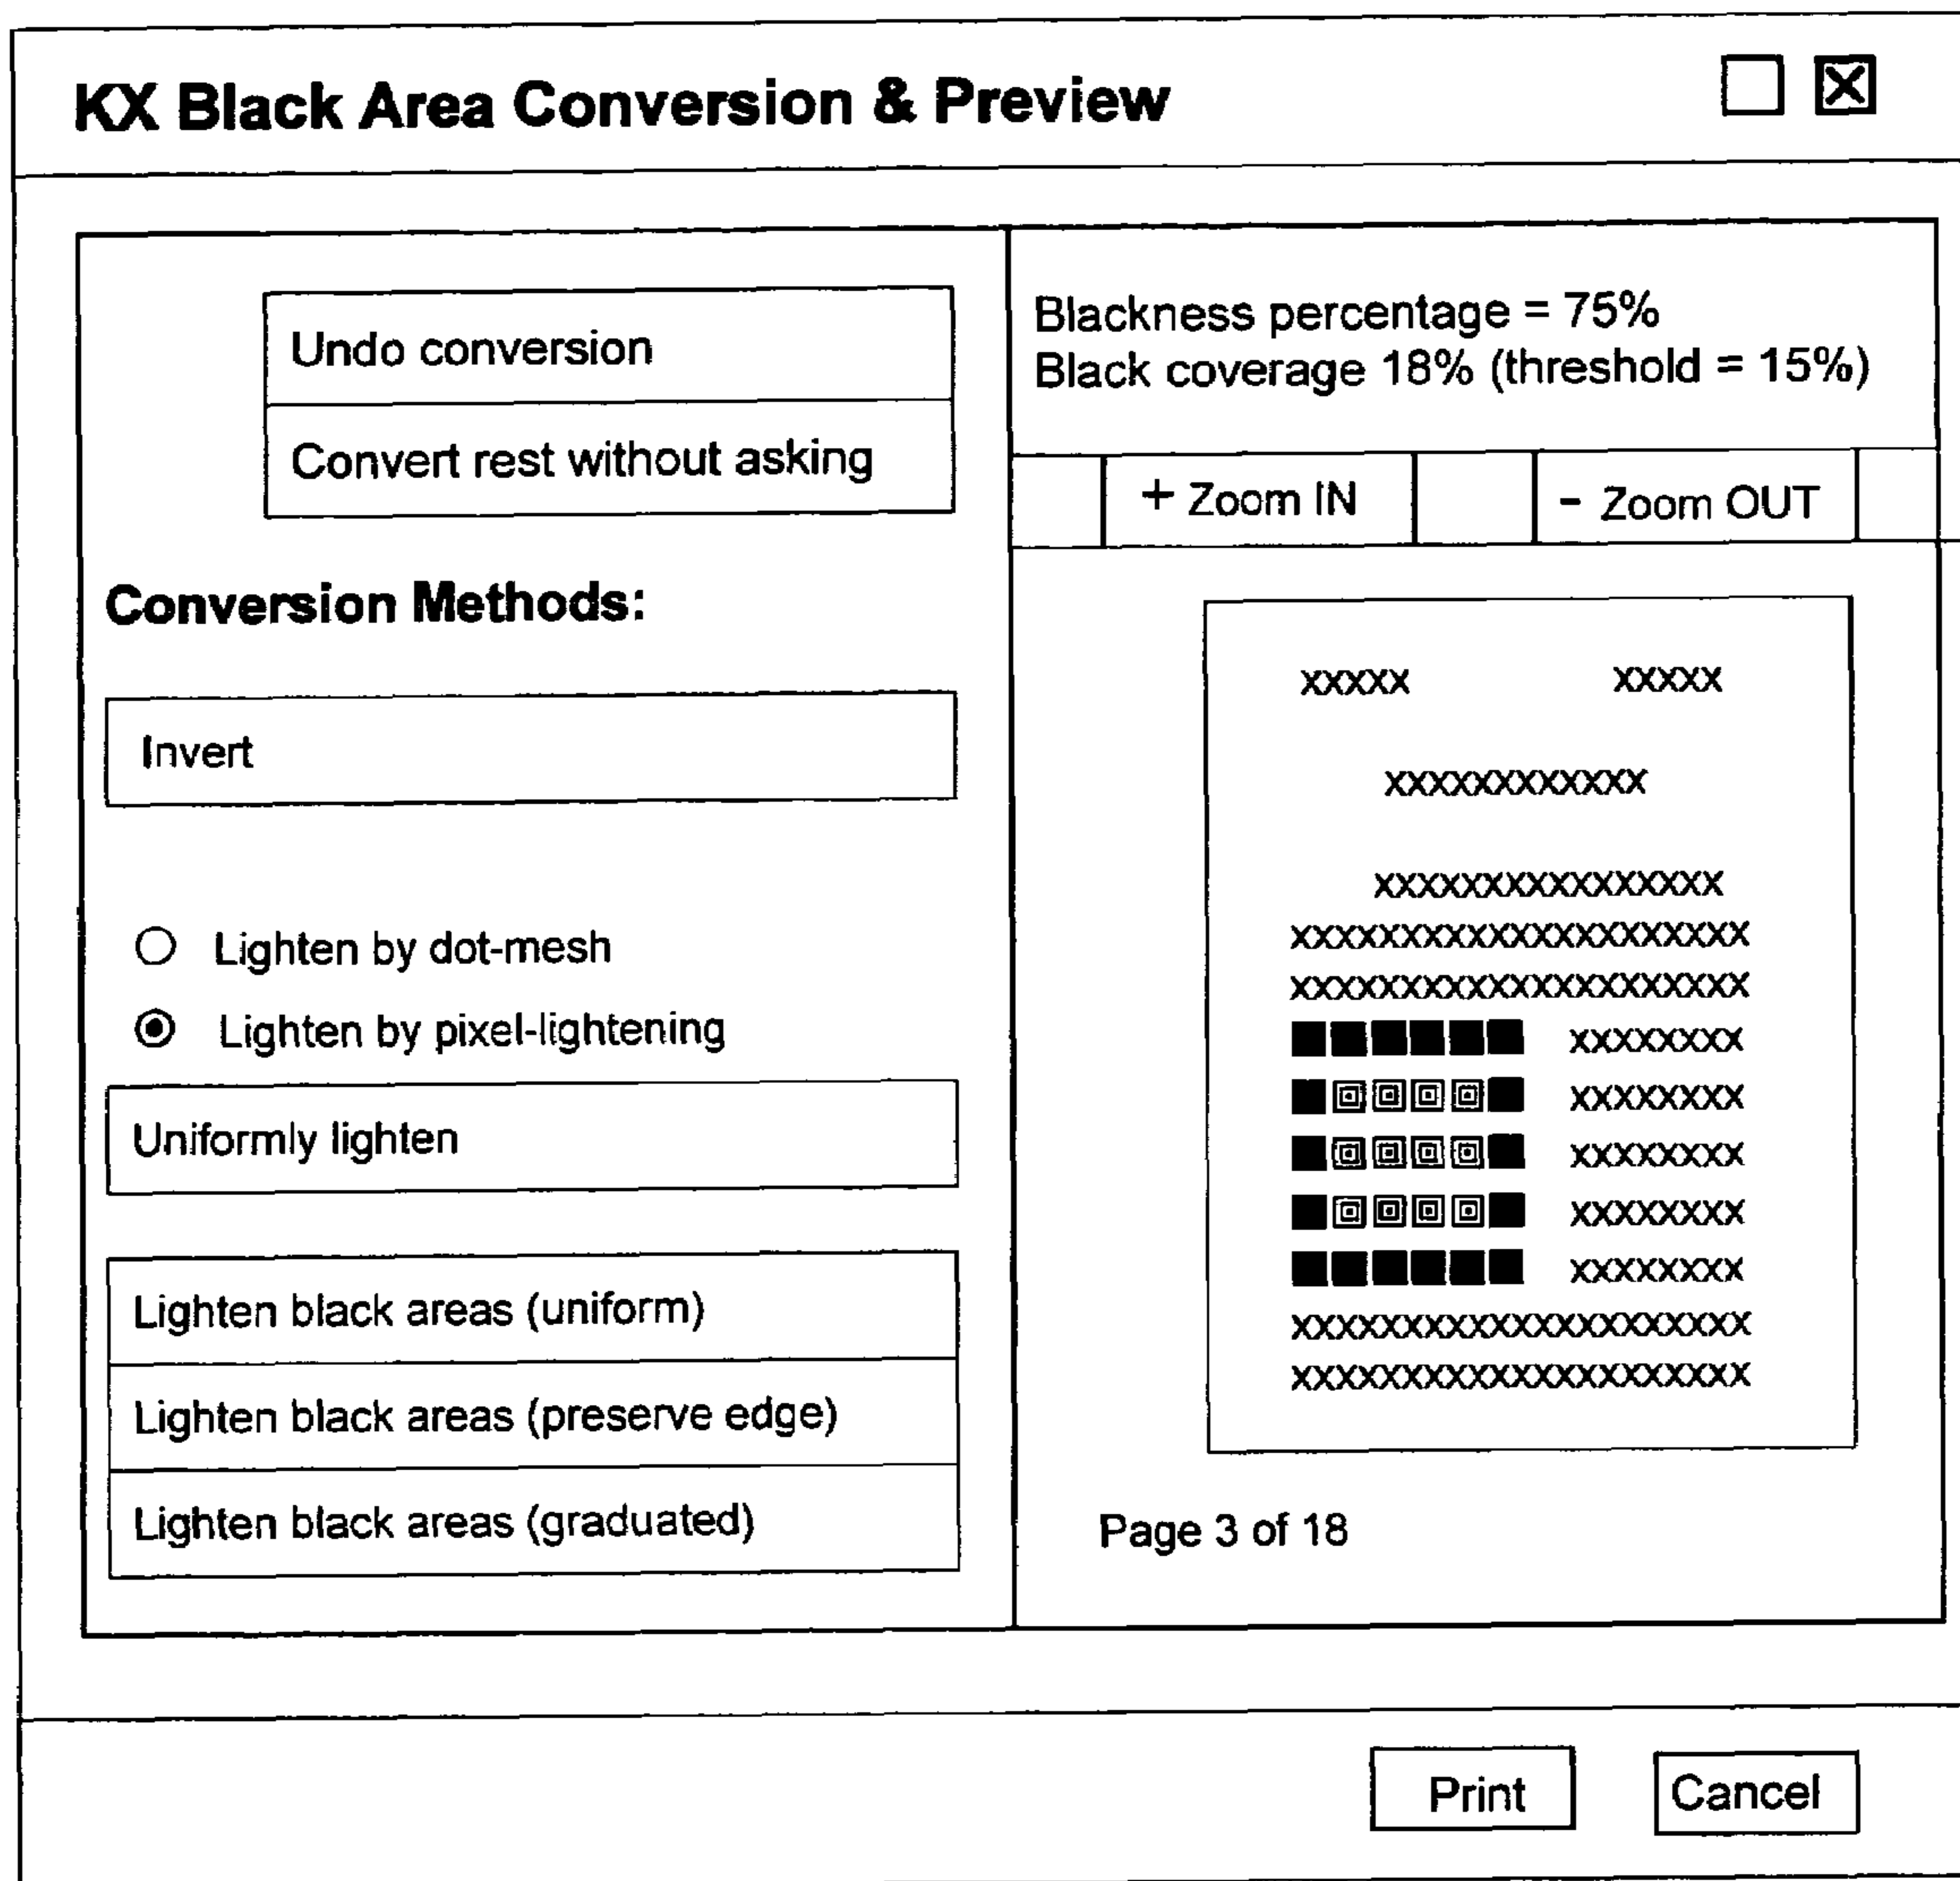 KX Black Area Conversion & Preview
Undo conversion
Convert rest without asking
Conversion Methods:
Invert
Lighten by dot-mesh
Lighten by pixel-lightening
Uniformly lighten
Lighten black areas (uniform)
Lighten black areas (preserve edge)
Lighten black areas (graduated)
Blackness percentage = 75%
Black coverage 18% (threshold = 15%)
+ Zoom IN - Zoom OUT
xxxxx xxxxx
xxxxxxxxxxxx
xxxxxxxxxxxxxxxx
xxxxxxxxxxxxxxxxxxxxx
xxxxxxxxxxxxxxxxxxxxx
xxxxxxxx
xxxxxxxx
xxxxxxxx
xxxxxxxx
xxxxxxxx
xxxxxxxxxxxxxxxxxxxxx
xxxxxxxxxxxxxxxxxxxxx
Page 3 of 18
Print Cancel